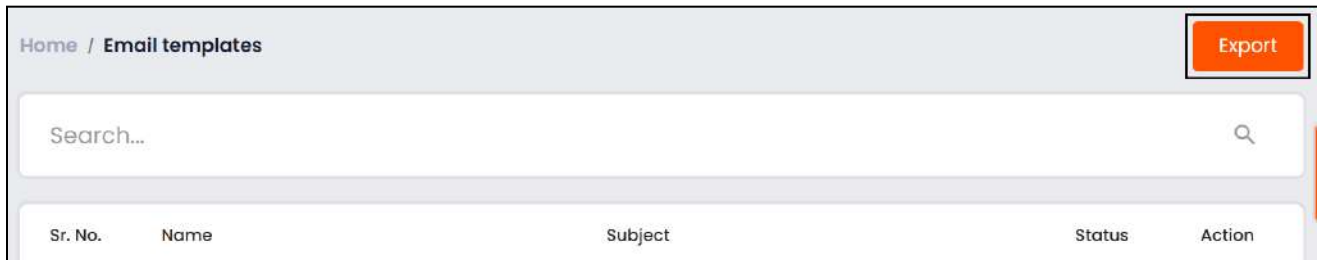 Home / Email templates
Export
Search...
Sr. No. Name Subject Status Action